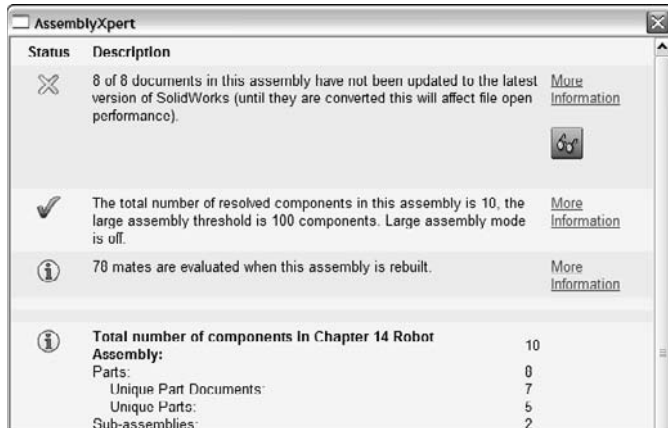 AssemblyXpert
Status Description
8 of 8 documents in this assembly have not been updated to the latest More
version of SolidWorks (until they are converted this will affect file open Information
performance).
The total number of resolved components in this assembly is 10, the More
large assembly threshold is 100 components. Large assembly mode Information
is off.
78 mates are evaluated when this assembly is rebuilt. More
Information
Total number of components in Chapter 14 Robot 10
Assembly:
Parts: 8
Unique Part Documents: 7
Unique Parts: 5
Sub-assemblies: 2